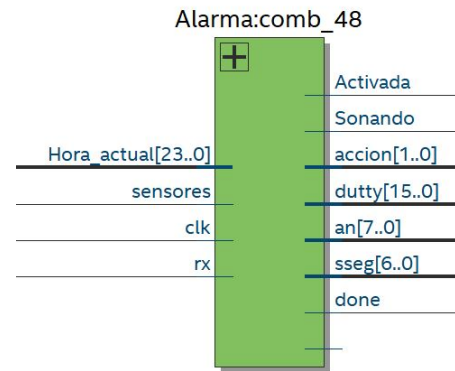 Alarma:comb_48
Activada
Sonando
Hora_actual[23..0]
accion[1..0]
sensores
dutty[15..0]
clk
an[7..0]
rx
sseg[6..0]
done